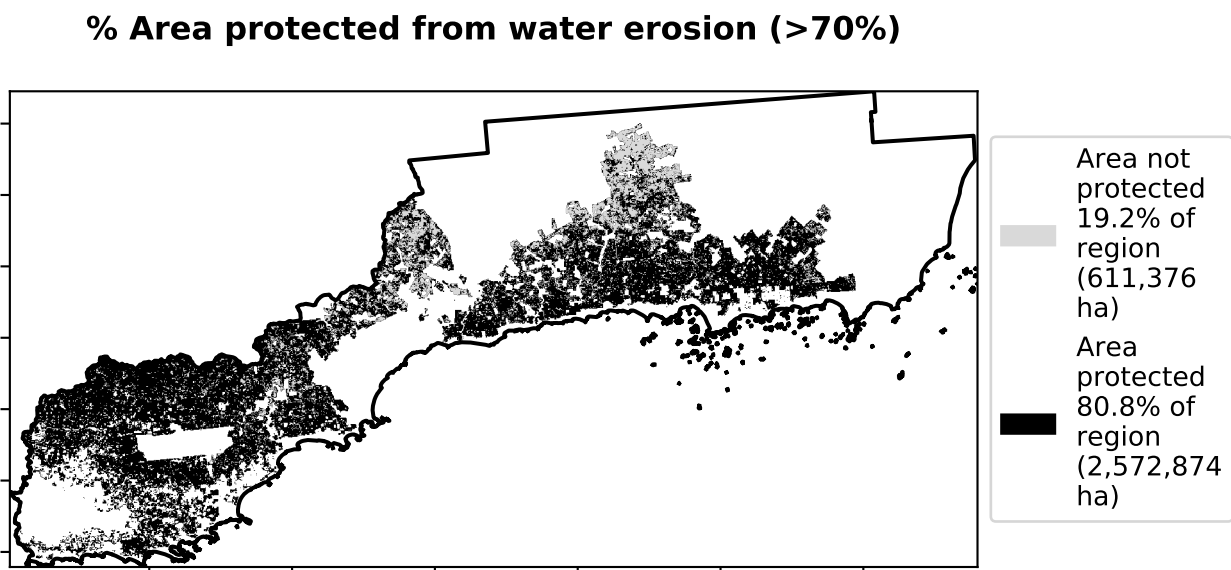 % Area protected from water erosion (>70%)
Area not
protected
19.2% of
region
(611,376
ha)
Area
protected
80.8% of
region
(2,572,874
ha)